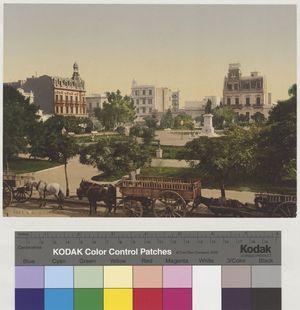 KODAK Color Control Patches
Kodak
Blue Cyan Green Yellow Red Magenta White 3/Color Black